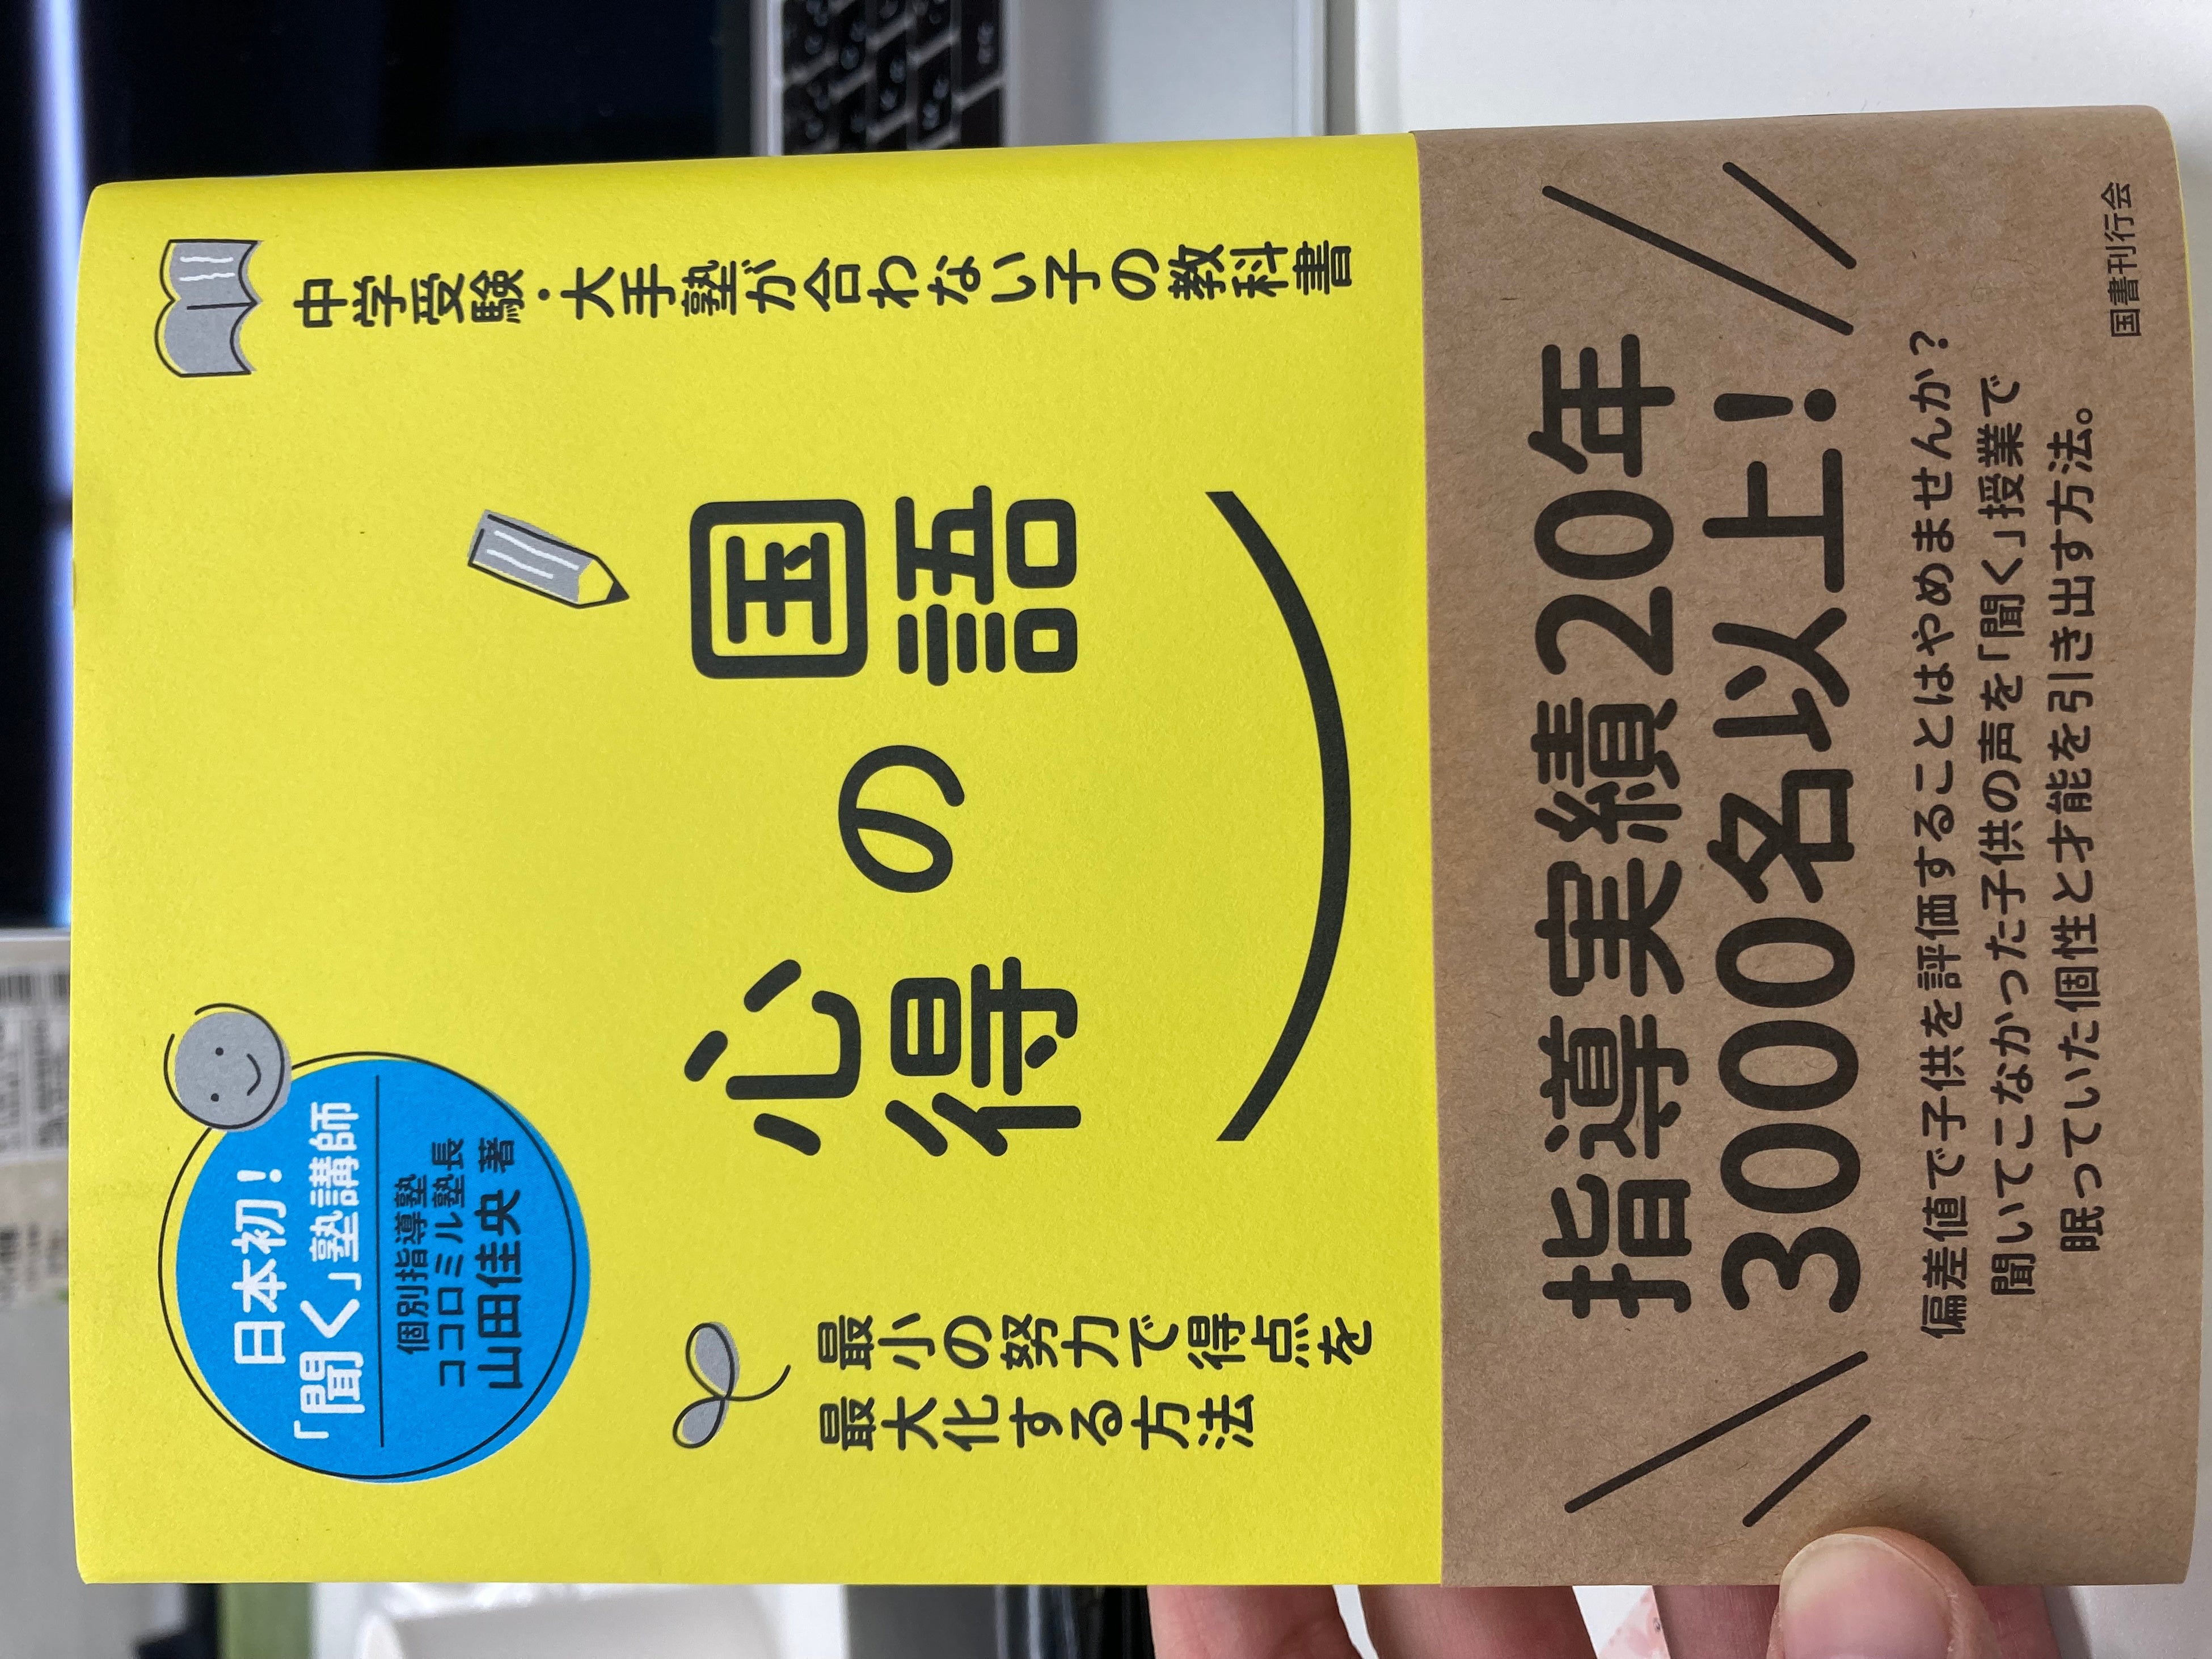 中学受験・大手塾が合わない子の教科書
国語
の
心得
最小の努力で得点を
最大化する方法
日本初！
「聞く」塾講師
個別指導塾
ココロミル塾長
山田佳央 著
指導実績20年
3000名以上！
偏差値で子供を評価することはやめませんか？
聞いてこなかった子供の声を「聞く」授業で
眠っていた個性と才能を引き出す方法。
国書刊行会